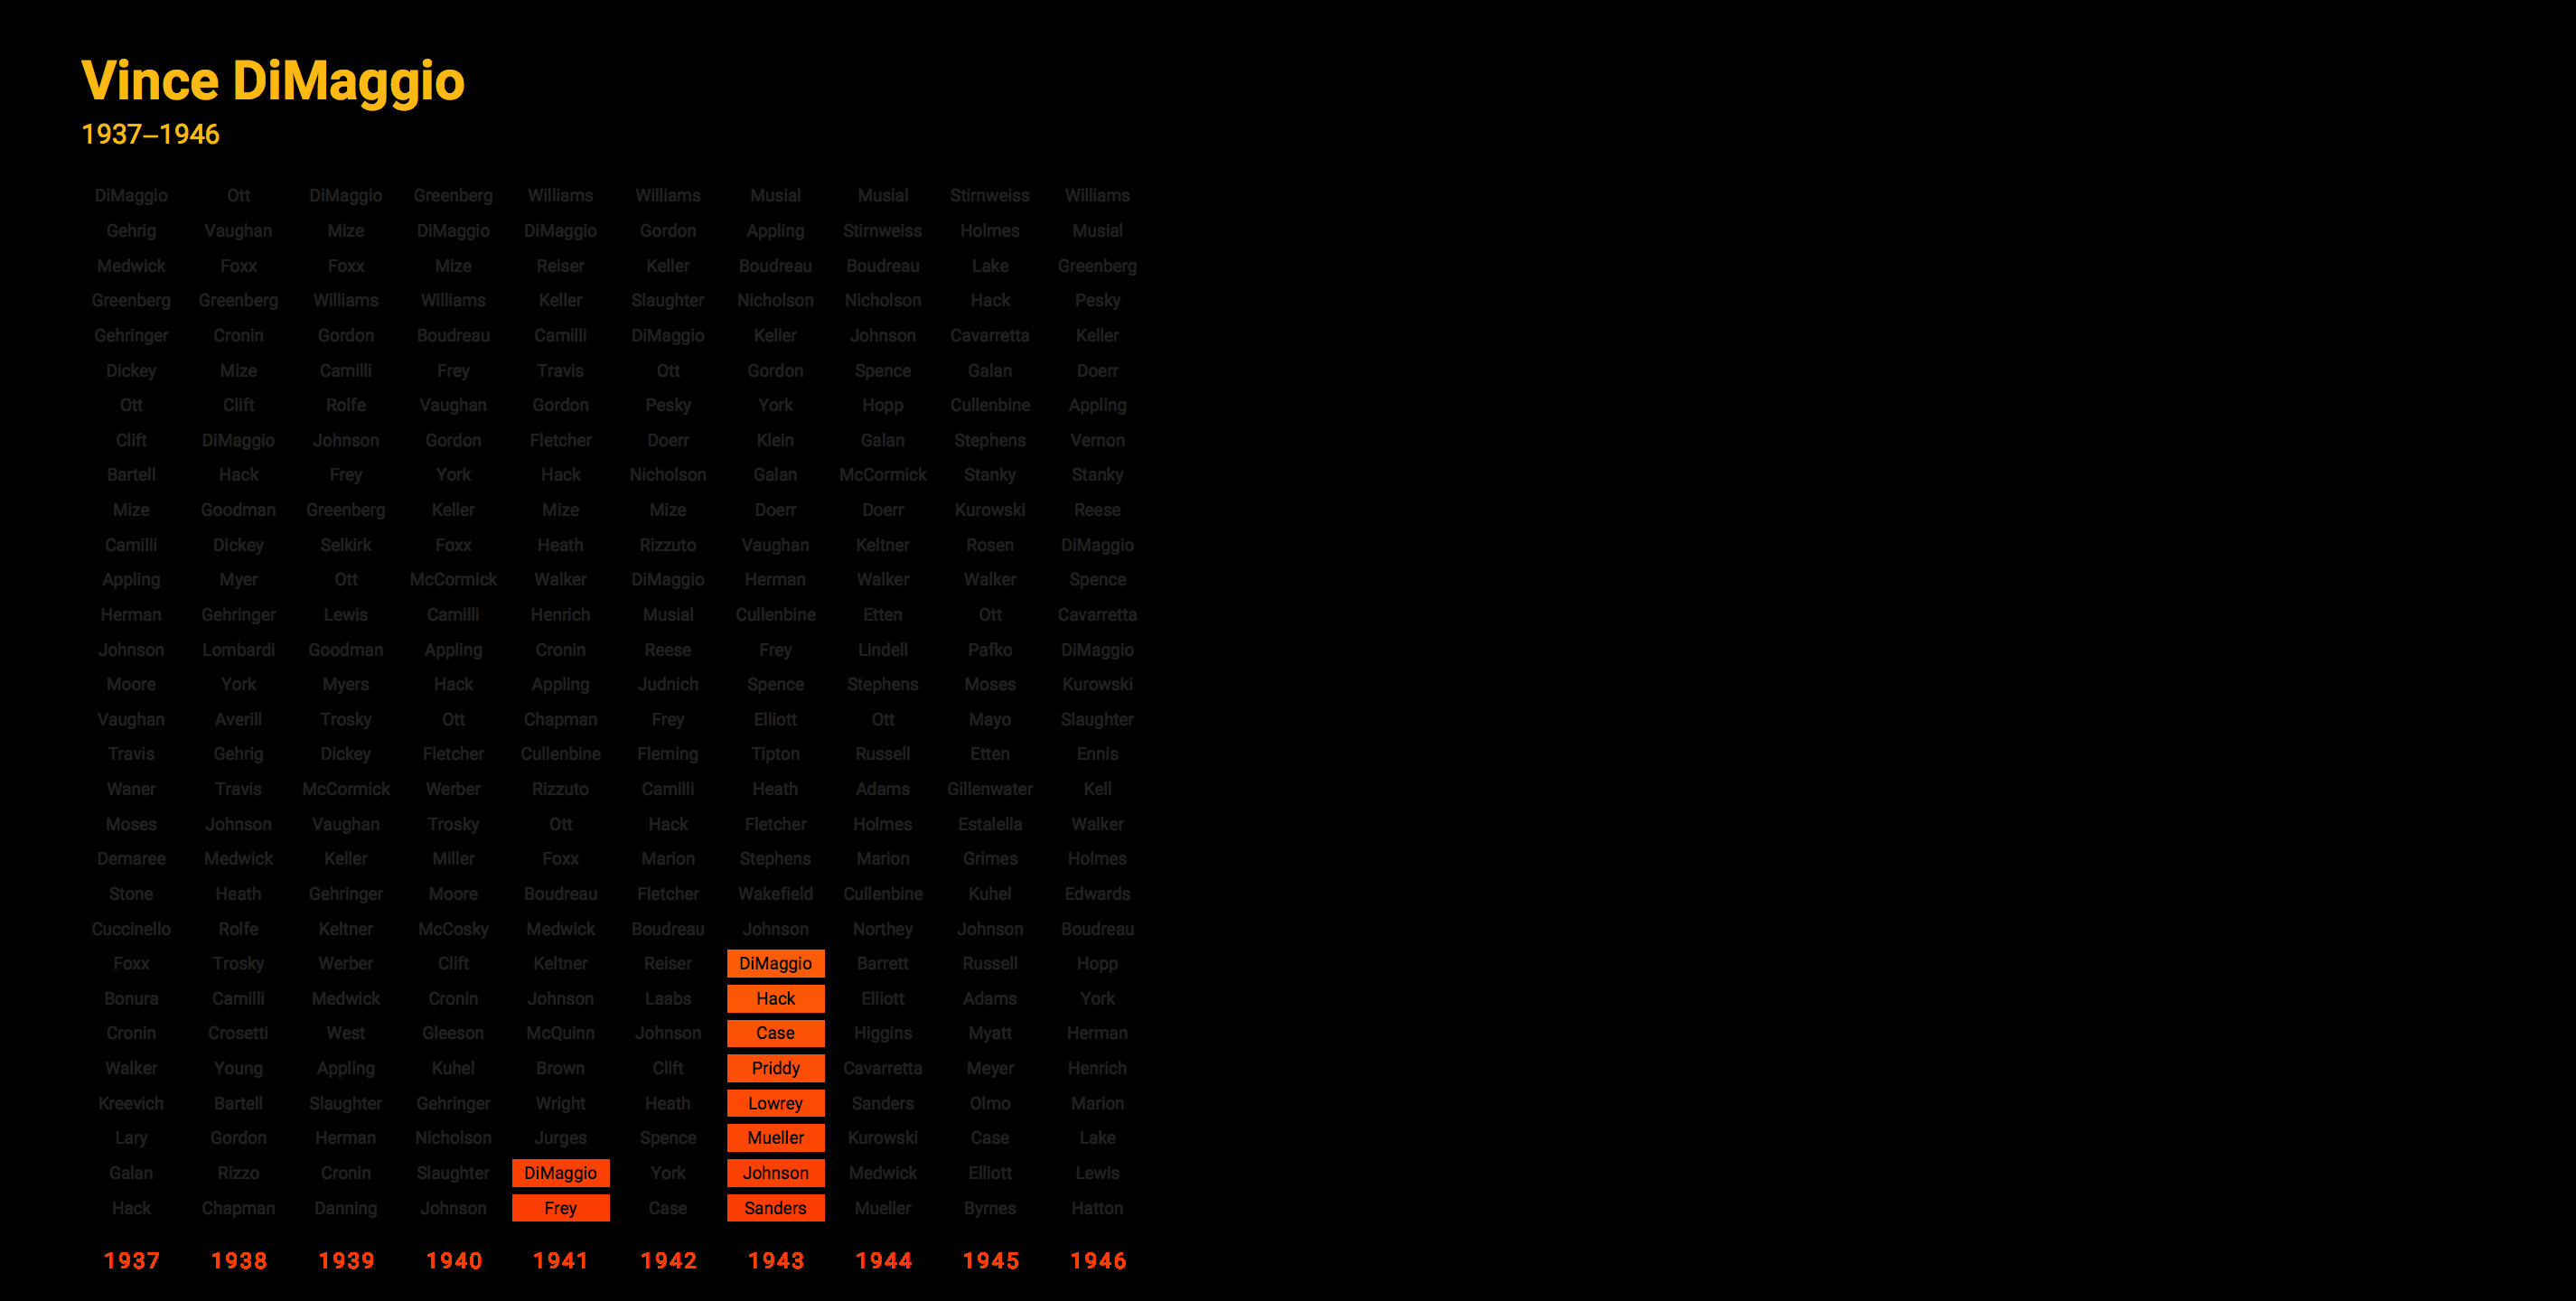 Vince DiMaggio
1937–1946
DiMaggio Ott DiMaggio Greenberg Williams Williams Musial Musial Stirnweiss Williams
Gehrig Vaughan Mize DiMaggio DiMaggio Gordon Appling Stirnweiss Holmes Musial
Medwick Foxx Foxx Mize Reiser Keller Boudreau Boudreau Lake Greenberg
Greenberg Greenberg Williams Williams Keller Slaughter Nicholson Nicholson Hack Pesky
Gehringer Cronin Gordon Boudreau Camilli DiMaggio Keller Johnson Cavarretta Keller
Dickey Mize Camilli Frey Travis Ott Gordon Spence Galan Doerr
Ott Clift Rolfe Vaughan Gordon Pesky York Hopp Cullenbine Appling
Clift DiMaggio Johnson Gordon Fletcher Doerr Klein Galan Stephens Vernon
Bartell Hack Frey York Hack Nicholson Galan McCormick Stanky Stanky
Mize Goodman Greenberg Keller Mize Mize Doerr Doerr Kurowski Reese
Camilli Dickey Selkirk Foxx Heath Rizzuto Vaughan Keltner Rosen DiMaggio
Appling Myer Ott McCormick Walker DiMaggio Herman Walker Walker Spence
Herman Gehringer Lewis Camilli Henrich Musial Cullenbine Etten Ott Cavarretta
Johnson Lombardi Goodman Appling Cronin Reese Frey Lindell Pafko DiMaggio
Moore York Myers Hack Appling Judnich Spence Stephens Moses Kurowski
Vaughan Averill Trosky Ott Chapman Frey Elliott Ott Mayo Slaughter
Travis Gehrig Dickey Fletcher Cullenbine Fleming Tipton Russell Etten Ennis
Waner Travis McCormick Werber Rizzuto Camilli Heath Adams Gillenwater Kell
Moses Johnson Vaughan Trosky Ott Hack Fletcher Holmes Estalella Walker
Demaree Medwick Keller Miller Foxx Marion Stephens Marion Grimes Holmes
Stone Heath Gehringer Moore Boudreau Fletcher Wakefield Cullenbine Kuhel Edwards
Cuccinello Rolfe Keltner McCosky Medwick Boudreau Johnson Northey Johnson Boudreau
Foxx Trosky Werber Clift Keltner Reiser DiMaggio Barrett Russell Hopp
Bonura Camilli Medwick Cronin Johnson Laabs Hack Elliott Adams York
Cronin Crosetti West Gleeson McQuinn Johnson Case Higgins Myatt Herman
Walker Young Appling Kuhel Brown Clift Priddy Cavarretta Meyer Henrich
Kreevich Bartell Slaughter Gehringer Wright Heath Lowrey Sanders Olmo Marion
Lary Gordon Herman Nicholson Jurges Spence Mueller Kurowski Case Lake
Galan Rizzo Cronin Slaughter DiMaggio York Johnson Medwick Elliott Lewis
Hack Chapman Danning Johnson Frey Case Sanders Mueller Byrnes Hatton
1937 1938 1939 1940 1941 1942 1943 1944 1945 1946